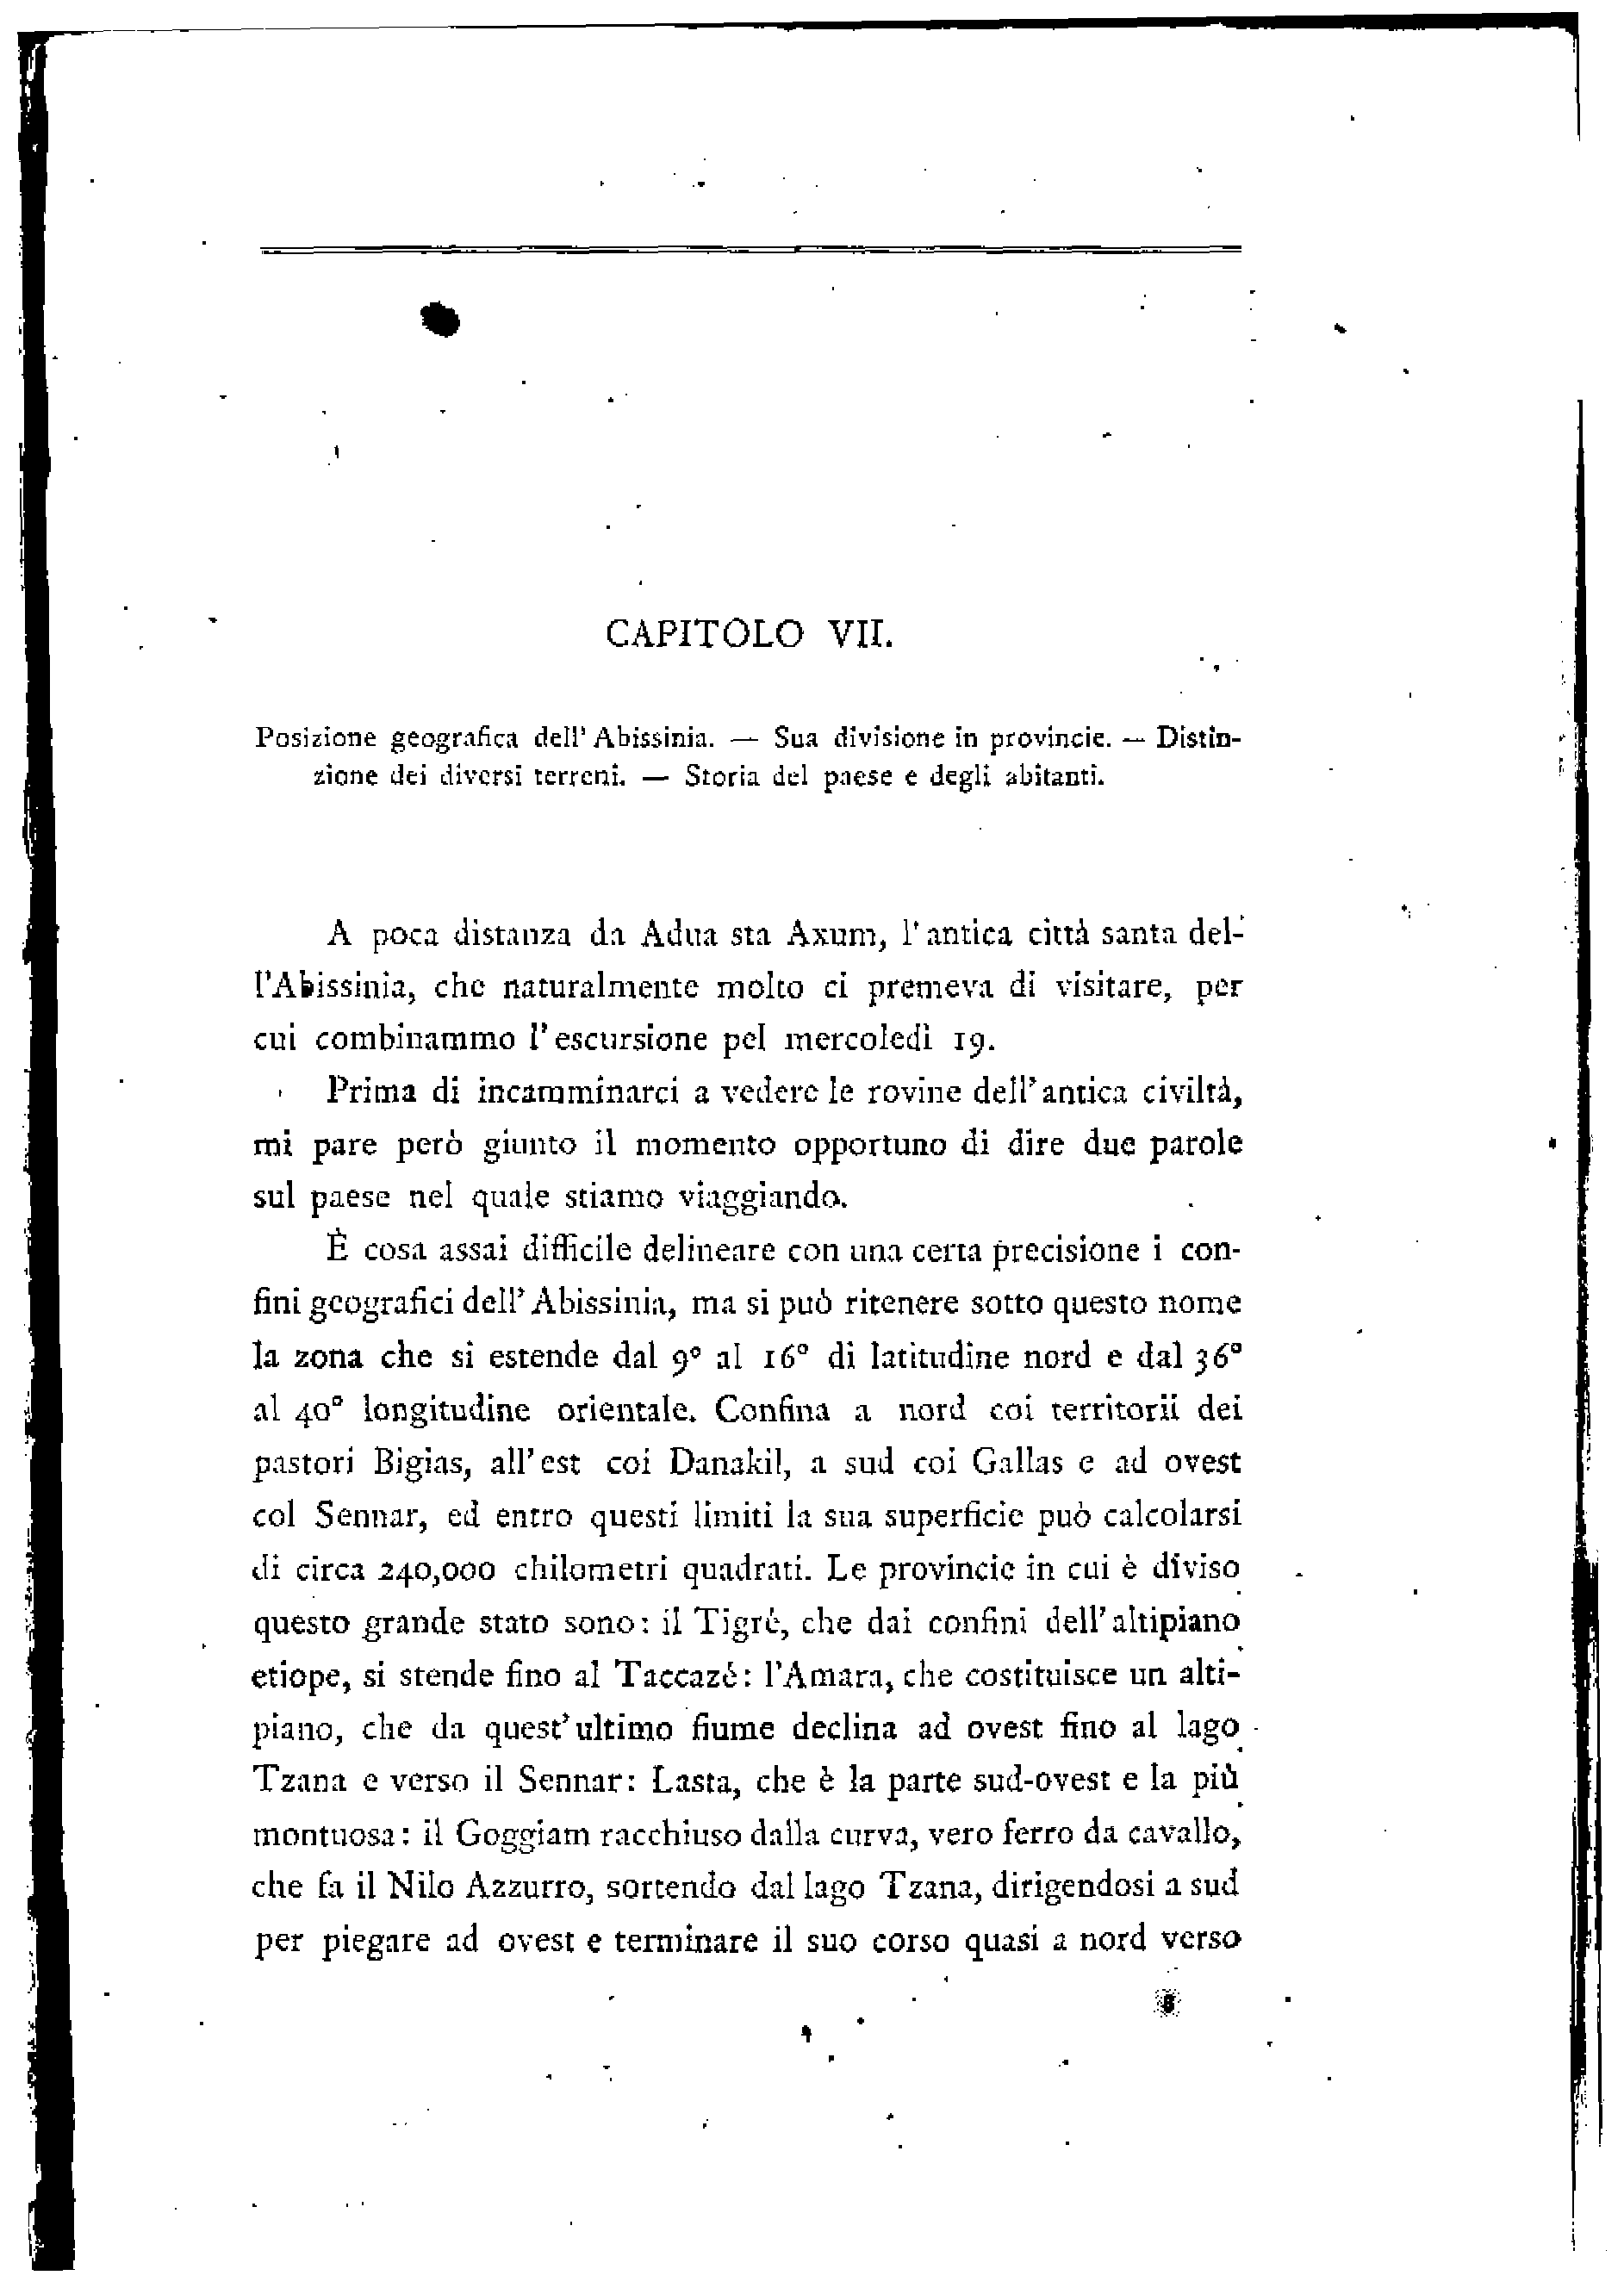 CAPITOLO VII.
Posizione geografica dell' Abissinia. — Sua divisione in provincie. — Distin-
zione dei diversi terreni. — Storia del paese e degli abitanti.
A poca distanza da Adua sta Axum, l'antica città santa del-
l'Abissinia, che naturalmente molto ci premeva di visitare, per
cui combinammo l'escursione pel mercoledì 19.
Prima di incamminarci a vedere le rovine dell'antica civiltà,
mi pare però giunto il momento opportuno di dire due parole
sul paese nel quale stiamo viaggiando.
È cosa assai difficile delineare con una certa precisione i con-
fini geografici dell'Abissinia, ma si può ritenere sotto questo nome
la zona che si estende dal 9° al 16° di latitudine nord e dal 36°
al 40° longitudine orientale. Confina a nord coi territorii dei
pastori Bigias, all'est coi Danakil, a sud coi Gallas e ad ovest
col Sennar, ed entro questi limiti la sua superficie può calcolarsi
di circa 240,000 chilometri quadrati. Le provincie in cui è diviso
questo grande stato sono: il Tigré, che dai confini dell'altipiano
etiope, si stende fino al Taccazé: l'Amara, che costituisce un alti-
piano, che da quest'ultimo fiume declina ad ovest fino al lago
Tzana e verso il Sennar: Lasta, che è la parte sud-ovest e la più
montuosa: il Goggiam racchiuso dalla curva, vero ferro da cavallo,
che fa il Nilo Azzurro, sortendo dal lago Tzana, dirigendosi a sud
per piegare ad ovest e terminare il suo corso quasi a nord verso
8